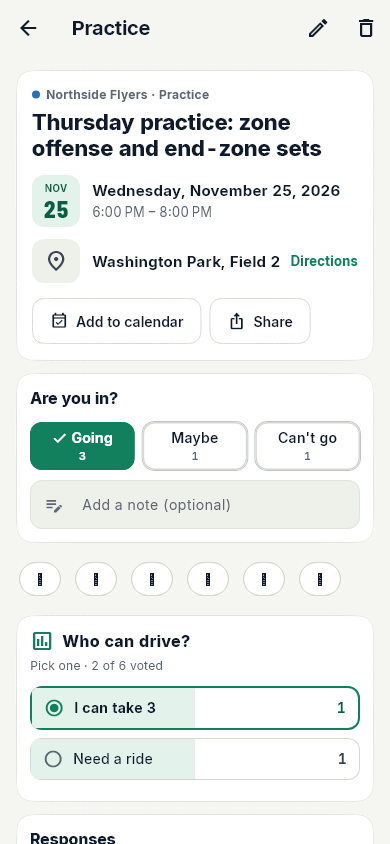 Practice
Northside Flyers · Practice
Thursday practice: zone
offense and end-zone sets
NOV
25
Wednesday, November 25, 2026
6:00 PM – 8:00 PM
Washington Park, Field 2
Directions
Add to calendar
Share
Are you in?
Going
3
Maybe
1
Can't go
1
Add a note (optional)
Who can drive?
Pick one · 2 of 6 voted
I can take 3
1
Need a ride
1
Responses